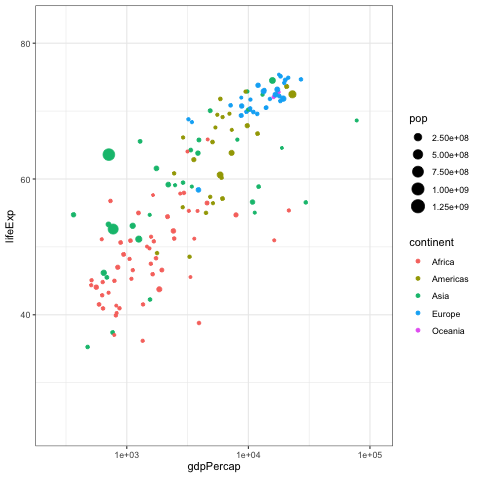 80
60
40
lifeExp
1e+03
1e+04
1e+05
gdpPercap
pop
2.50e+08
5.00e+08
7.50e+08
1.00e+09
1.25e+09
continent
Africa
Americas
Asia
Europe
Oceania